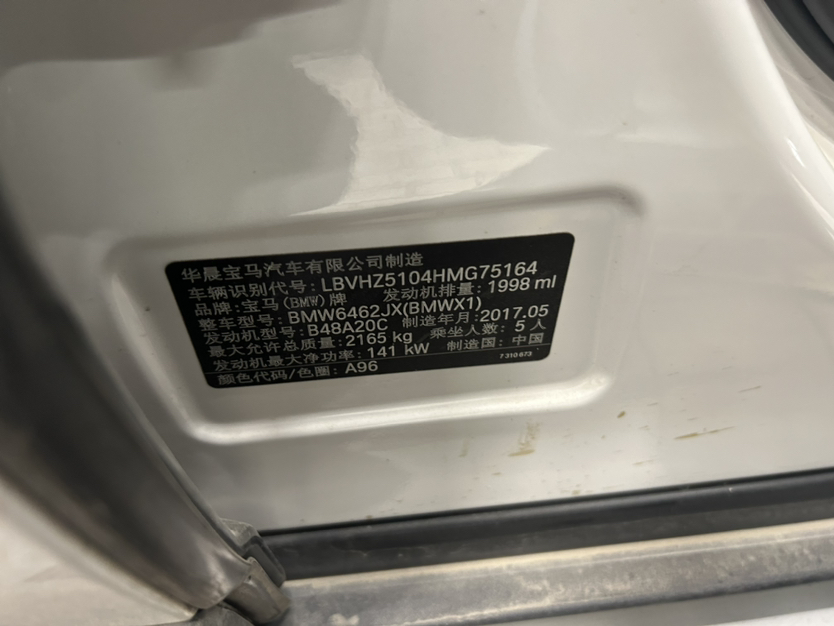 华晨宝马汽车有限公司制造
车辆识别代号: LBVHZ5104HMG75164
品牌: 宝马(BMW)牌 发动机排量: 1998 ml
整车型号: BMW6462JX(BMWX1)
发动机型号: B48A20C 制造年月: 2017.05
最大允许总质量: 2165 kg 乘坐人数: 5 人
发动机最大净功率: 141 kW 制造国: 中国
颜色代码/色圈: A96 7 310 673